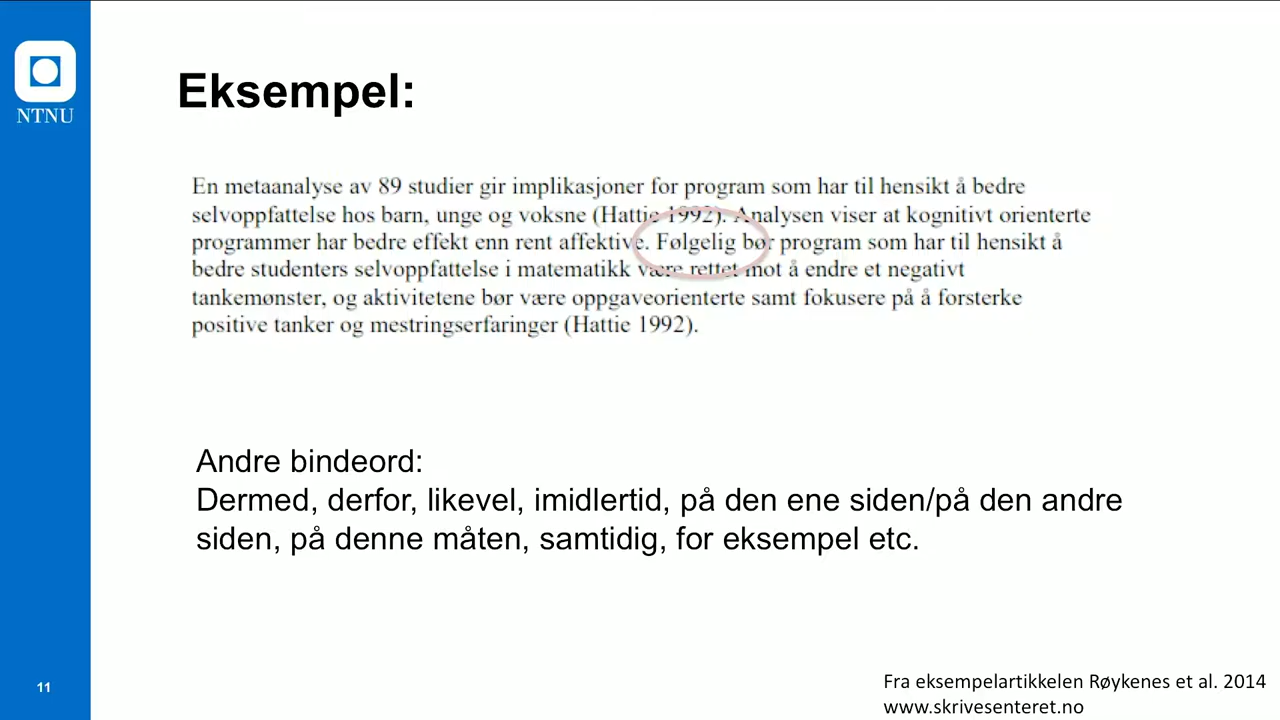 NTNU
Eksempel:
En metaanalyse av 89 studier gir implikasjoner for program som har til hensikt å bedre
selvoppfattelse hos barn, unge og voksne (Hattie 1992). Analysen viser at kognitivt orienterte
programmer har bedre effekt enn rent affektive. Følgelig bør program som har til hensikt å
bedre studenters selvoppfattelse i matematikk være rettet mot å endre et negativt
tankemønster, og aktivitetene bør være oppgaveorienterte samt fokusere på å forsterke
positive tanker og mestringserfaringer (Hattie 1992).
Andre bindeord:
Dermed, derfor, likevel, imidlertid, på den ene siden/på den andre
siden, på denne måten, samtidig, for eksempel etc.
11
Fra eksempelartikkelen Røykenes et al. 2014
www.skrivesenteret.no